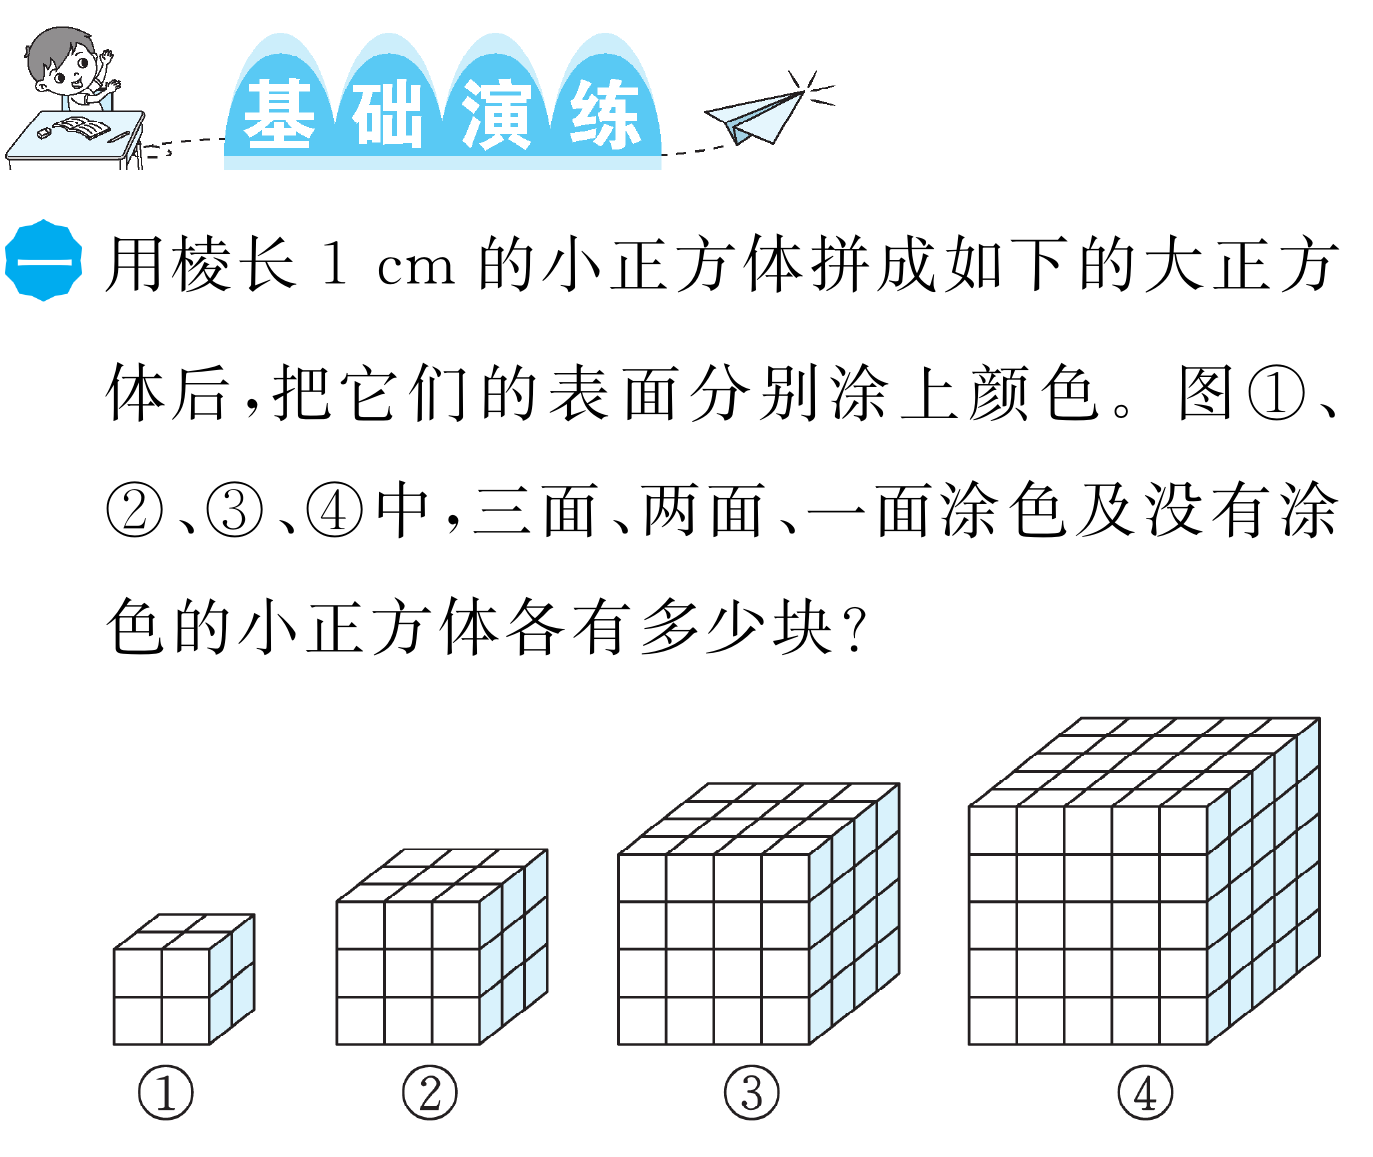 基础演练
一 用棱长 1 cm 的小正方体拼成如下的大正方
体后,把它们的表面分别涂上颜色。图①、
②、③、④中,三面、两面、一面涂色及没有涂
色的小正方体各有多少块?
① ② ③ ④